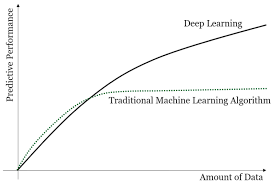 Deep Learning
Predictive Performance
Traditional Machine Learning Algorithm
Amount of Data